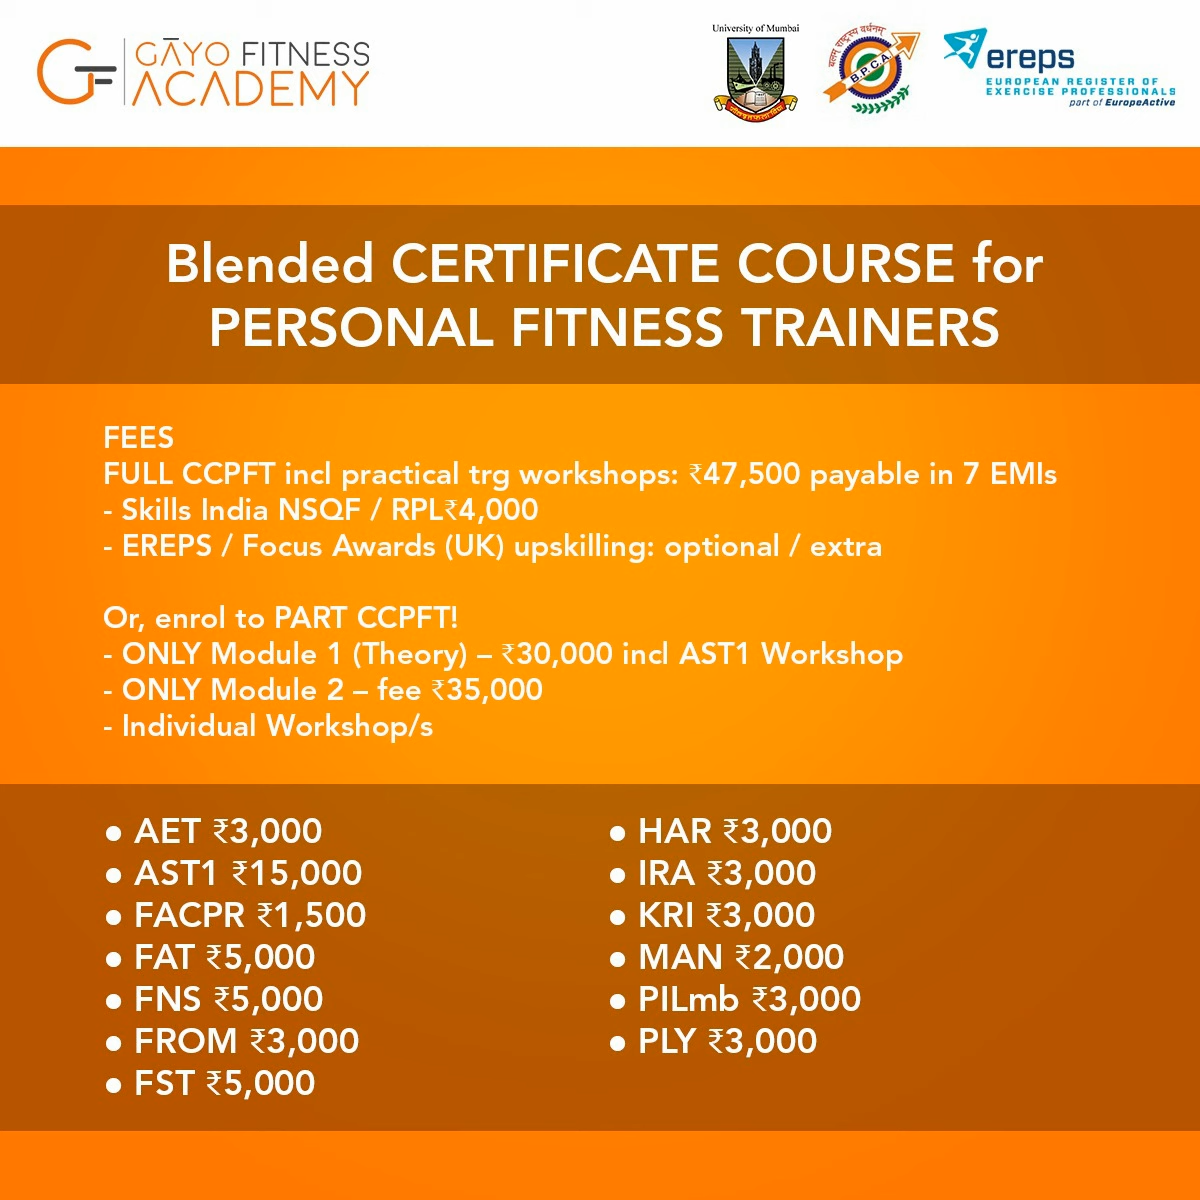 GĀYO FITNESS
ACADEMY
University of Mumbai
बलम् राष्ट्रस्य वर्धनम्
B.P.C.A.
ereps
EUROPEAN REGISTER OF
EXERCISE PROFESSIONALS
part of EuropeActive
Blended CERTIFICATE COURSE for
PERSONAL FITNESS TRAINERS
FEES
FULL CCPFT incl practical trg workshops: ₹47,500 payable in 7 EMIs
- Skills India NSQF / RPL₹4,000
- EREPS / Focus Awards (UK) upskilling: optional / extra
Or, enrol to PART CCPFT!
- ONLY Module 1 (Theory) – ₹30,000 incl AST1 Workshop
- ONLY Module 2 – fee ₹35,000
- Individual Workshop/s
● AET ₹3,000
● AST1 ₹15,000
● FACPR ₹1,500
● FAT ₹5,000
● FNS ₹5,000
● FROM ₹3,000
● FST ₹5,000
● HAR ₹3,000
● IRA ₹3,000
● KRI ₹3,000
● MAN ₹2,000
● PILmb ₹3,000
● PLY ₹3,000